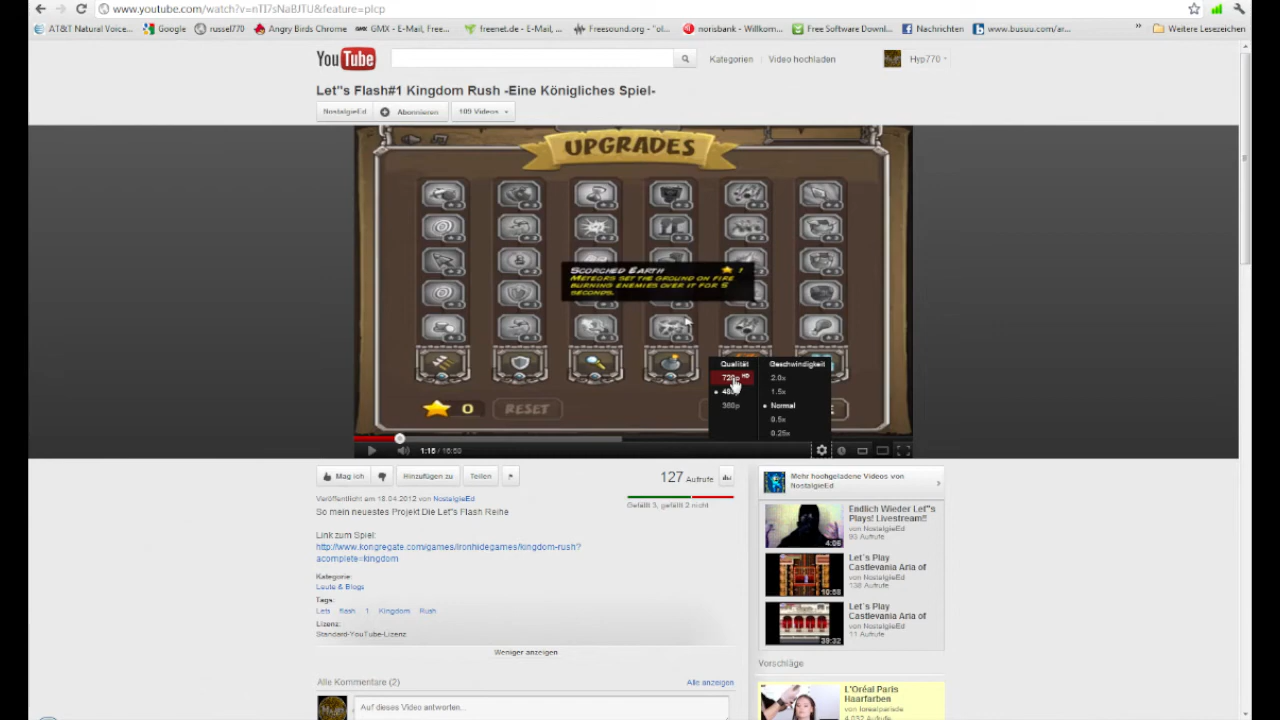 www.youtube.com/watch?v=nTI7sNaBJTU&feature=plcp
AT&T Natural Voice... Google russel770 Angry Birds Chrome GMX - E-Mail, Free... freenet.de - E-Mail, ... Freesound.org - "ol... norisbank - Willkom... Free Software Downl... Nachrichten www.busuu.com/ar... » Weitere Lesezeichen
YouTube Kategorien Video hochladen Hyp770
Let"s Flash#1 Kingdom Rush -Eine Königliches Spiel-
NostalgieEd Abonnieren 109 Videos
UPGRADES
SCORCHED EARTH 1
METEORS SET THE GROUND ON FIRE
BURNING ENEMIES OVER IT FOR 5
SECONDS.
Qualität Geschwindigkeit
720p HD 2.0x
480p 1.5x
360p Normal
0.5x
0.25x
0 RESET
Mag ich Hinzufügen zu Teilen
127 Aufrufe
Gefällt 3, gefällt 2 nicht
Veröffentlicht am 18.04.2012 von NostalgieEd
So mein neuestes Projekt Die Let"s Flash Reihe
Link zum Spiel:
http://www.kongregate.com/games/Ironhidegames/kingdom-rush?
acomplete=kingdom
Kategorie:
Leute & Blogs
Tags:
Lets flash 1 Kingdom Rush
Lizenz:
Standard-YouTube-Lizenz
Weniger anzeigen
Alle Kommentare (2) Alle anzeigen
Auf dieses Video antworten...
Mehr hochgeladene Videos von
NostalgieEd
Endlich Wieder Let"s
Plays! Livestream!!
von NostalgieEd
4:06
Let´s Play
Castlevania Aria of
von NostalgieEd
138 Aufrufe
10:58
Let´s Play
Castlevania Aria of
von NostalgieEd
11 Aufrufe
39:32
Vorschläge
L'Oréal Paris
Haarfarben
von lorealparisde
4.032 Aufrufe